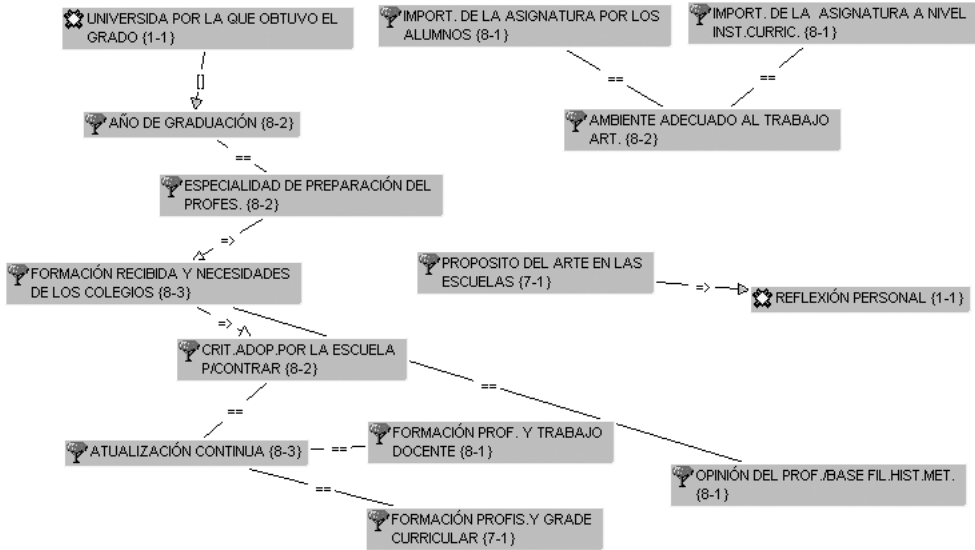 UNIVERSIDA POR LA QUE OBTUVO EL
GRADO {1-1}
IMPORT. DE LA ASIGNATURA POR LOS
ALUMNOS {8-1}
IMPORT. DE LA ASIGNATURA A NIVEL
INST.CURRIC. {8-1}
==
==
[]
AÑO DE GRADUACIÓN {8-2}
AMBIENTE ADECUADO AL TRABAJO
ART. {8-2}
==
ESPECIALIDAD DE PREPARACIÓN DEL
PROFES. {8-2}
=>
FORMACIÓN RECIBIDA Y NECESIDADES
DE LOS COLEGIOS {8-3}
PROPOSITO DEL ARTE EN LAS
ESCUELAS {7-1}
=>
REFLEXIÓN PERSONAL {1-1}
=>
CRIT.ADOP.POR LA ESCUELA
P/CONTRAR {8-2}
==
==
ATUALIZACIÓN CONTINUA {8-3}
==
FORMACIÓN PROF. Y TRABAJO
DOCENTE {8-1}
OPINIÓN DEL PROF./BASE FIL.HIST.MET.
{8-1}
==
FORMACIÓN PROFIS.Y GRADE
CURRICULAR {7-1}